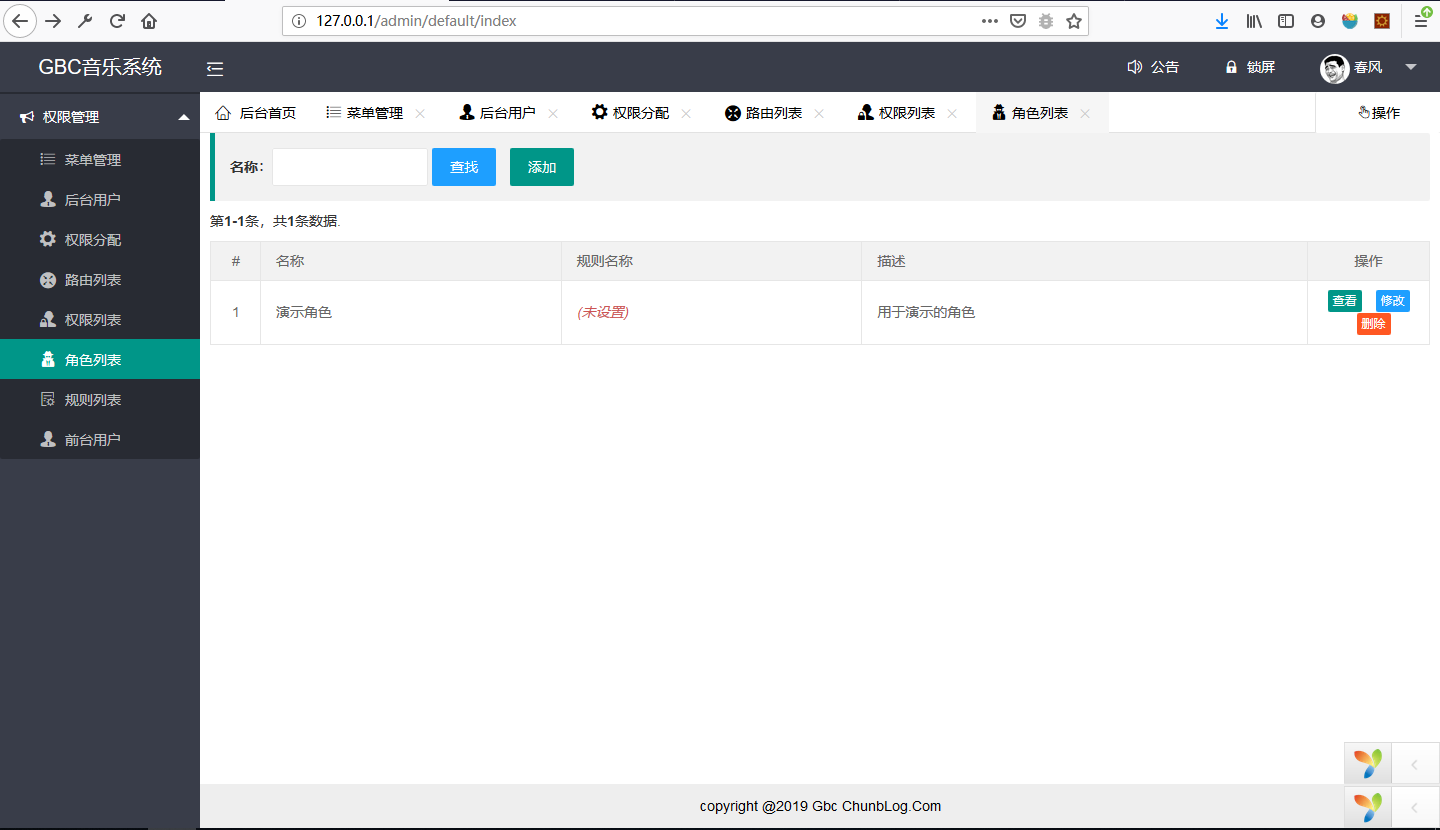 127.0.0.1/admin/default/index
GBC音乐系统
公告
锁屏
春风
权限管理
菜单管理
后台用户
权限分配
路由列表
权限列表
角色列表
规则列表
前台用户
后台首页 菜单管理 后台用户 权限分配 路由列表 权限列表 角色列表 操作
名称: 查找 添加
第1-1条，共1条数据.
# 名称 规则名称 描述 操作
1 演示角色 (未设置) 用于演示的角色 查看 修改
删除
copyright @2019 Gbc ChunbLog.Com